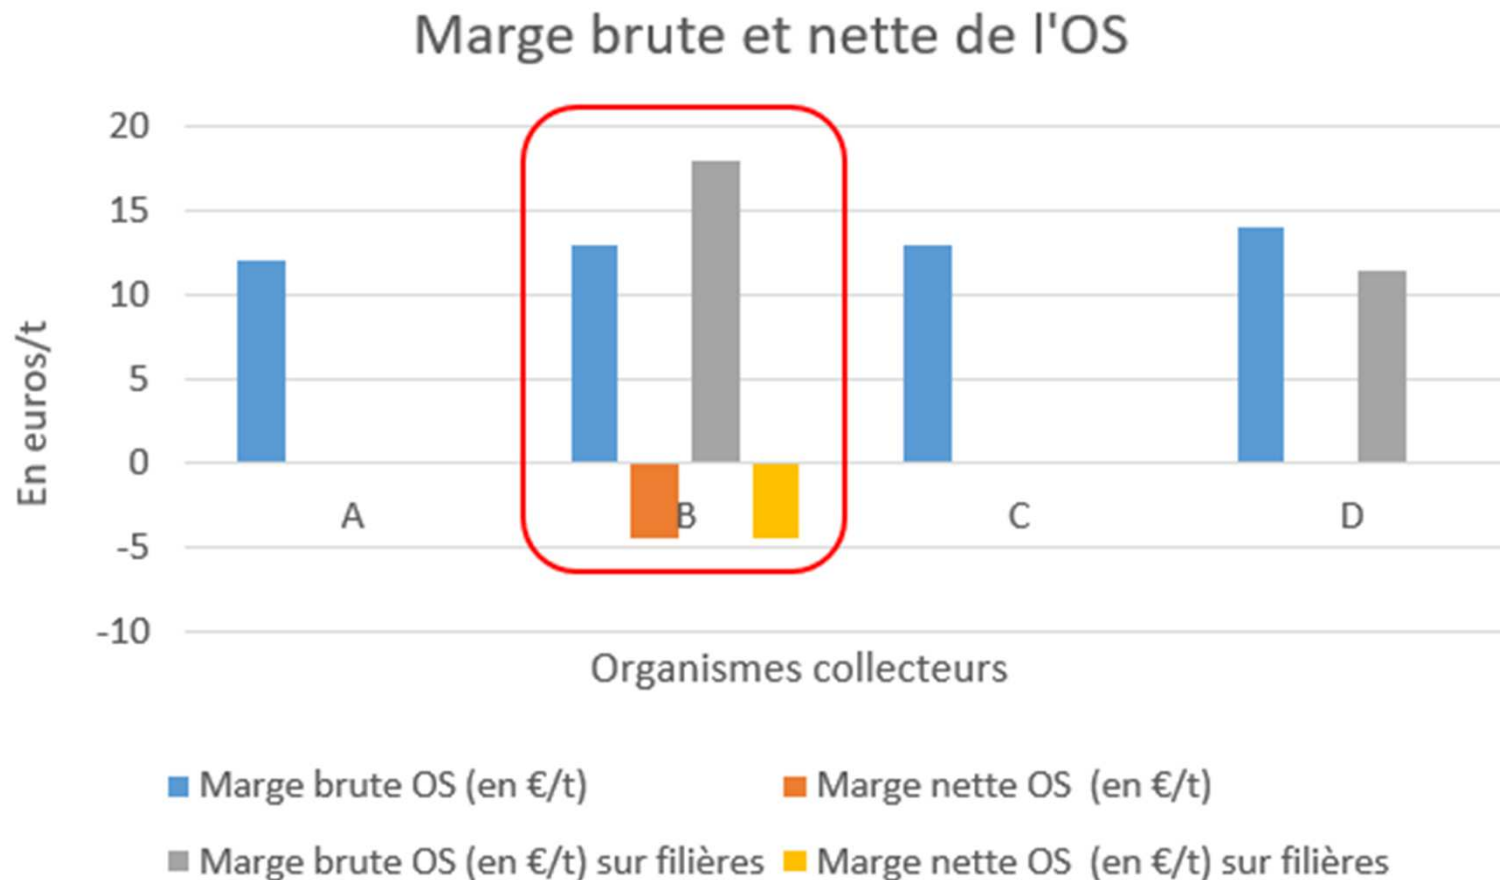 Marge brute et nette de l'OS
20
15
10
5
0
-5
-10
En euros/t
A
B
C
D
Organismes collecteurs
Marge brute OS (en €/t)
Marge nette OS  (en €/t)
Marge brute OS (en €/t) sur filières
Marge nette OS  (en €/t) sur filières